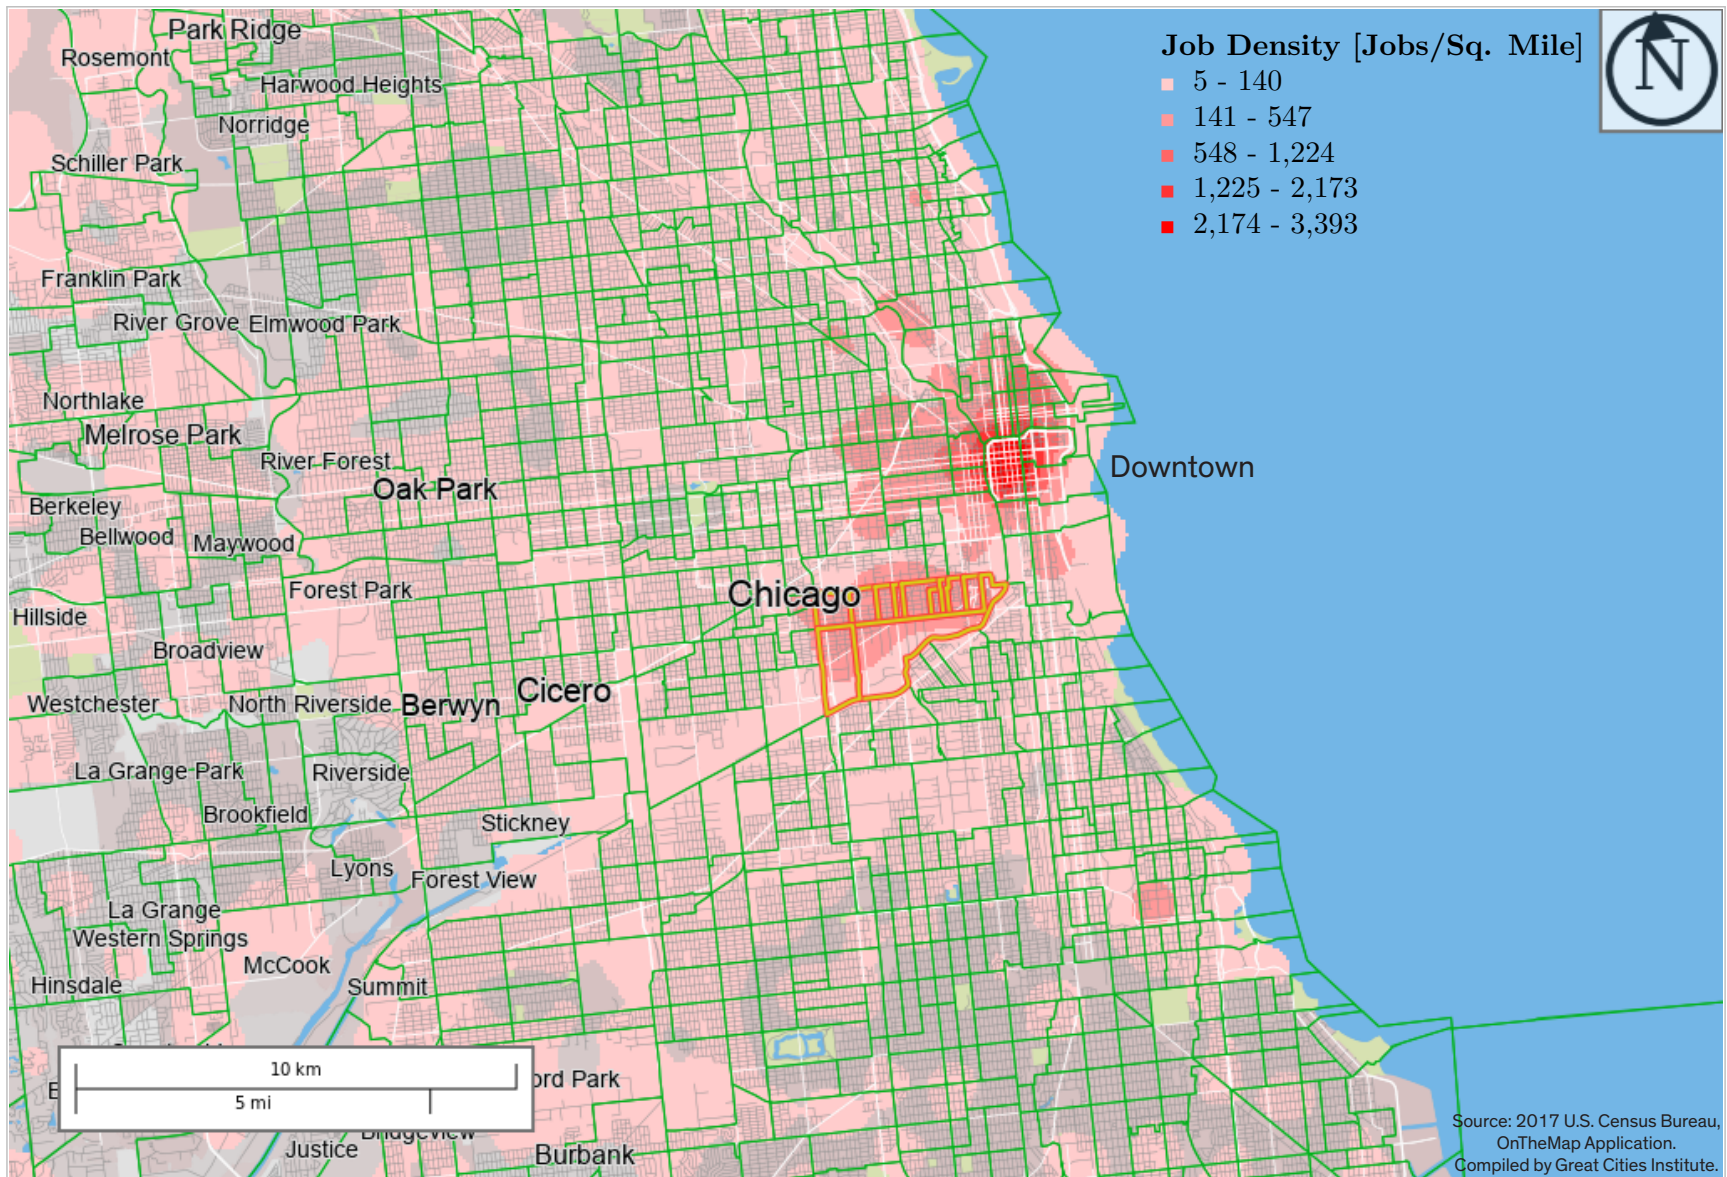 Park Ridge
Rosemont
Harwood Heights
Norridge
Schiller Park
Franklin Park
River Grove
Elmwood Park
Northlake
Melrose Park
River Forest
Oak Park
Berkeley
Bellwood
Maywood
Forest Park
Hillside
Broadview
Westchester
North Riverside
Berwyn
Cicero
Chicago
Downtown
La Grange Park
Riverside
Brookfield
Stickney
Lyons
Forest View
La Grange
Western Springs
McCook
Hinsdale
Summit
ord Park
Bridgeview
Justice
Burbank
Job Density [Jobs/Sq. Mile]
5 - 140
141 - 547
548 - 1,224
1,225 - 2,173
2,174 - 3,393
N
10 km
5 mi
Source: 2017 U.S. Census Bureau,
OnTheMap Application.
Compiled by Great Cities Institute.